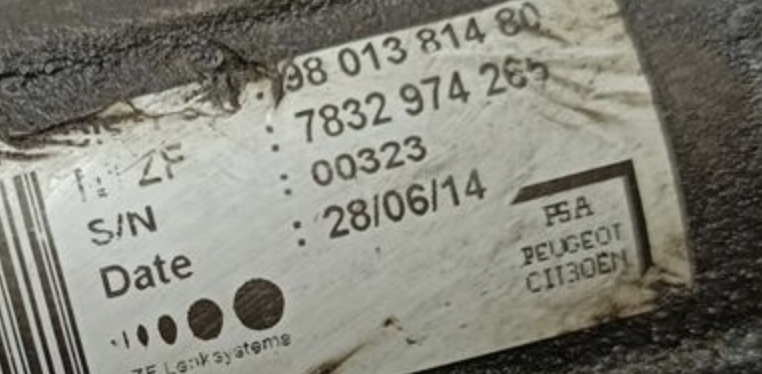 98 013 814 80
ZF : 7832 974 265
S/N : 00323
Date : 28/06/14
PSA
PEUGEOT
CITROËN
ZF Lenksysteme